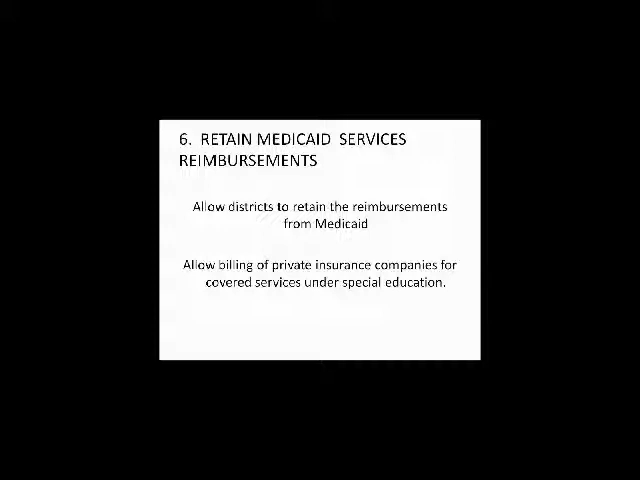 6. RETAIN MEDICAID SERVICES
REIMBURSEMENTS
Allow districts to retain the reimbursements
from Medicaid
Allow billing of private insurance companies for
covered services under special education.